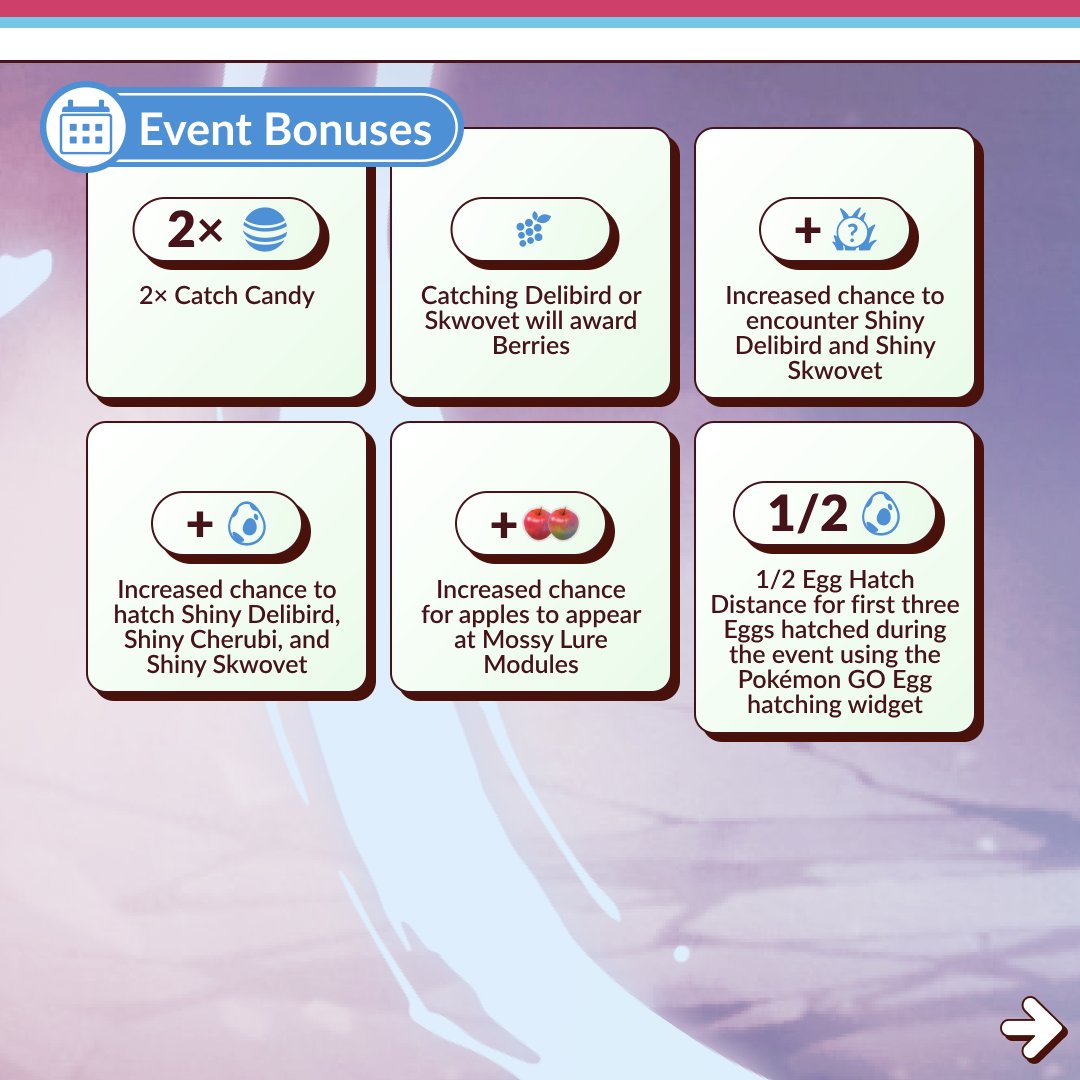 Event Bonuses
2×
2× Catch Candy
Catching Delibird or
Skwovet will award
Berries
+ ?
Increased chance to
encounter Shiny
Delibird and Shiny
Skwovet
+
Increased chance to
hatch Shiny Delibird,
Shiny Cherubi, and
Shiny Skwovet
+
Increased chance
for apples to appear
at Mossy Lure
Modules
1/2
1/2 Egg Hatch
Distance for first three
Eggs hatched during
the event using the
Pokémon GO Egg
hatching widget